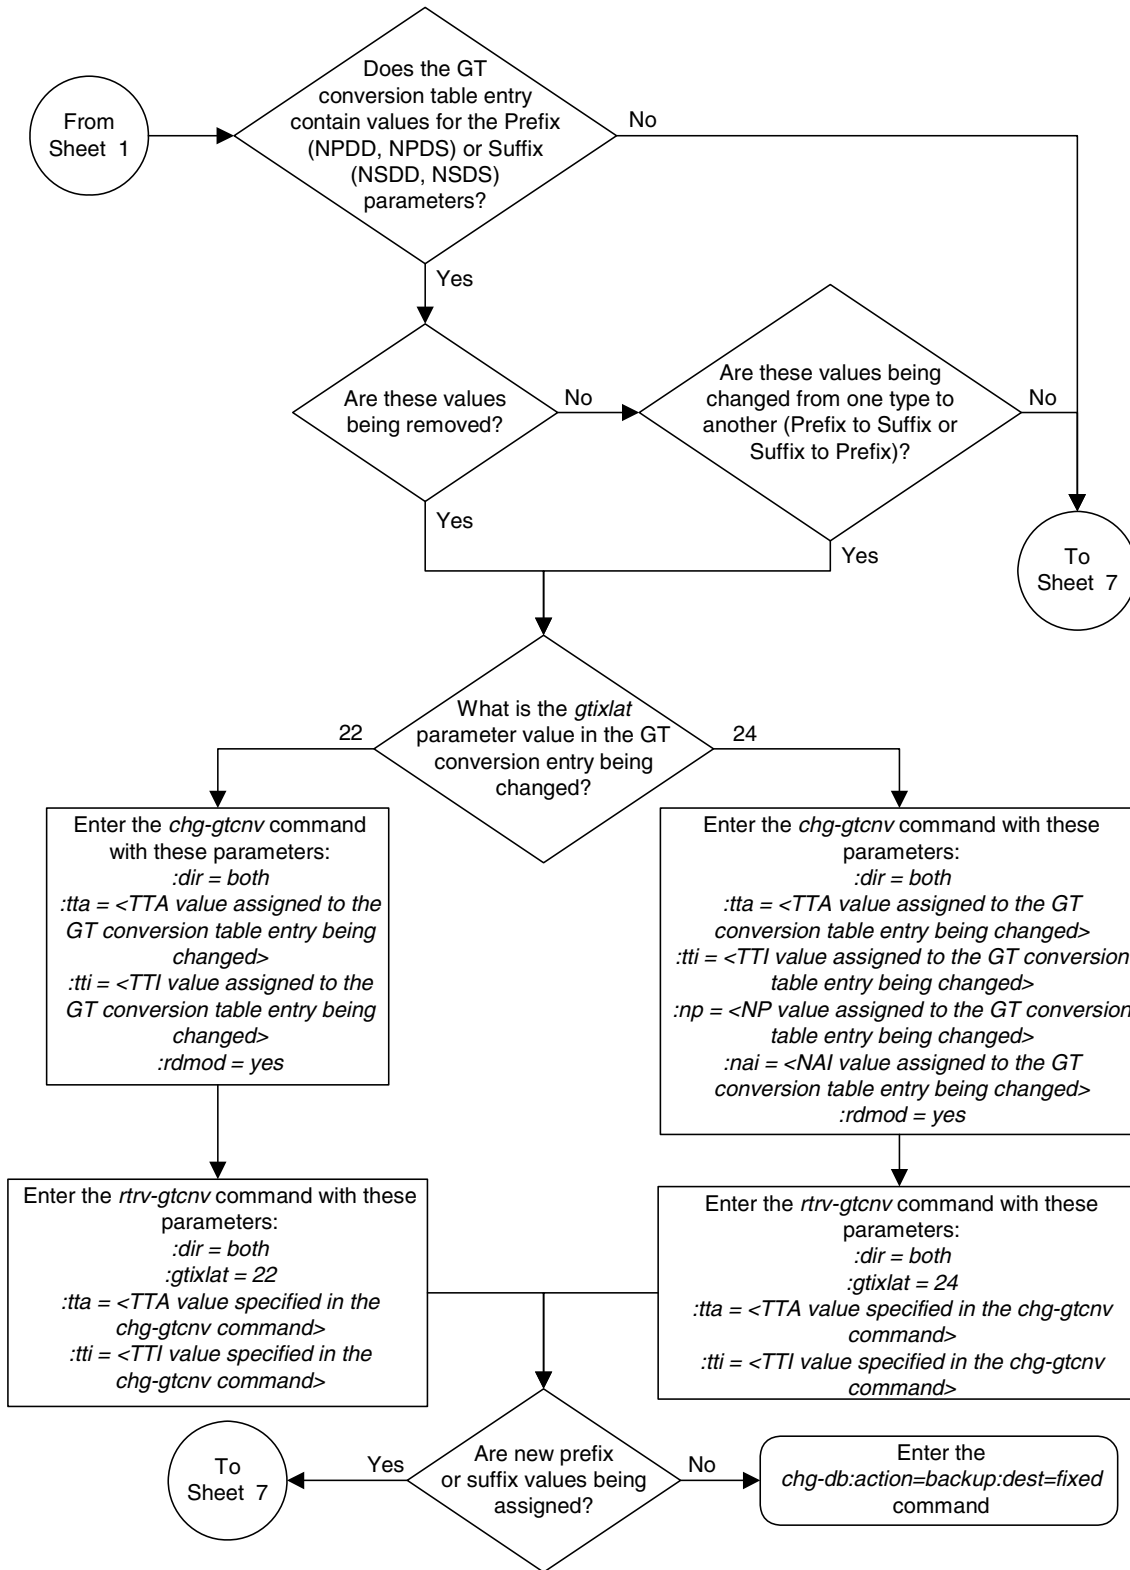 From
Sheet 1
Does the GT
conversion table entry
contain values for the Prefix
(NPDD, NPDS) or Suffix
(NSDD, NSDS)
parameters?
No
Yes
Are these values
being removed?
No
Are these values being
changed from one type to
another (Prefix to Suffix or
Suffix to Prefix)?
No
Yes
Yes
To
Sheet 7
What is the gtixlat
parameter value in the GT
conversion entry being
changed?
22
24
Enter the chg-gtcnv command
with these parameters:
:dir = both
:tta = <TTA value assigned to the
GT conversion table entry being
changed>
:tti = <TTI value assigned to the
GT conversion table entry being
changed>
:rdmod = yes
Enter the chg-gtcnv command with these
parameters:
:dir = both
:tta = <TTA value assigned to the GT
conversion table entry being changed>
:tti = <TTI value assigned to the GT conversion
table entry being changed>
:np = <NP value assigned to the GT conversion
table entry being changed>
:nai = <NAI value assigned to the GT
conversion table entry being changed>
:rdmod = yes
Enter the rtrv-gtcnv command with these
parameters:
:dir = both
:gtixlat = 22
:tta = <TTA value specified in the
chg-gtcnv command>
:tti = <TTI value specified in the
chg-gtcnv command>
Enter the rtrv-gtcnv command with these
parameters:
:dir = both
:gtixlat = 24
:tta = <TTA value specified in the chg-gtcnv
command>
:tti = <TTI value specified in the chg-gtcnv
command>
To
Sheet 7
Yes
Are new prefix
or suffix values being
assigned?
No
Enter the
chg-db:action=backup:dest=fixed
command